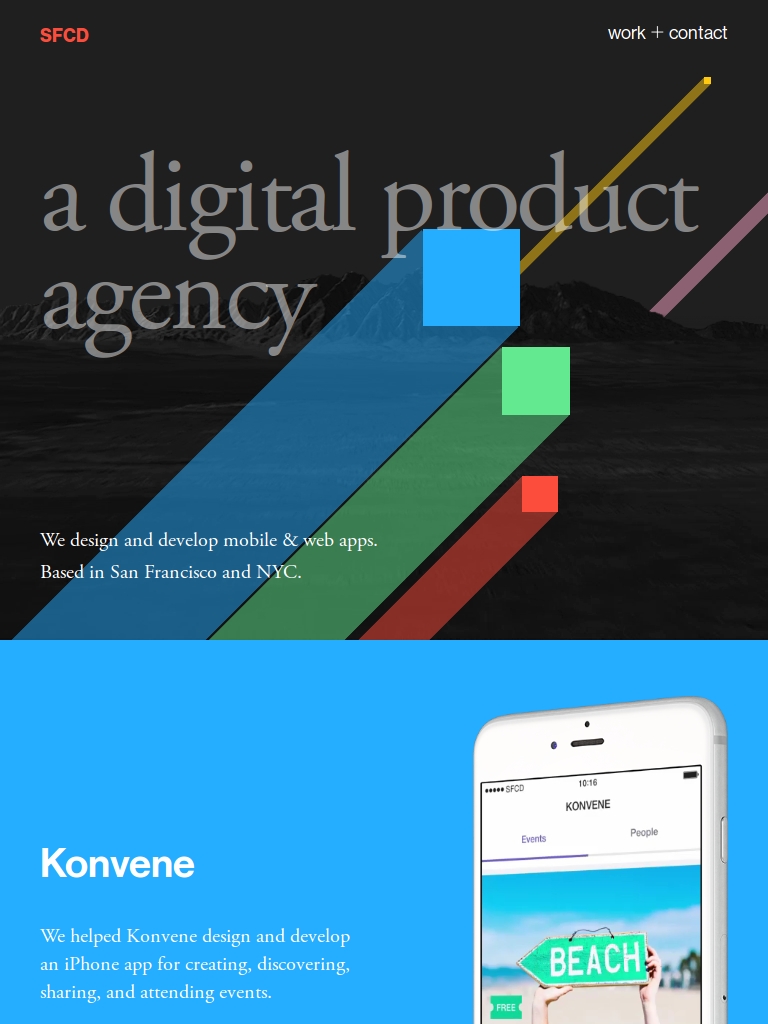 SFCD
work + contact
a digital product
agency
We design and develop mobile & web apps.
Based in San Francisco and NYC.
SFCD
10:16
KONVENE
Events
People
Konvene
We helped Konvene design and develop
an iPhone app for creating, discovering,
sharing, and attending events.
BEACH
FREE